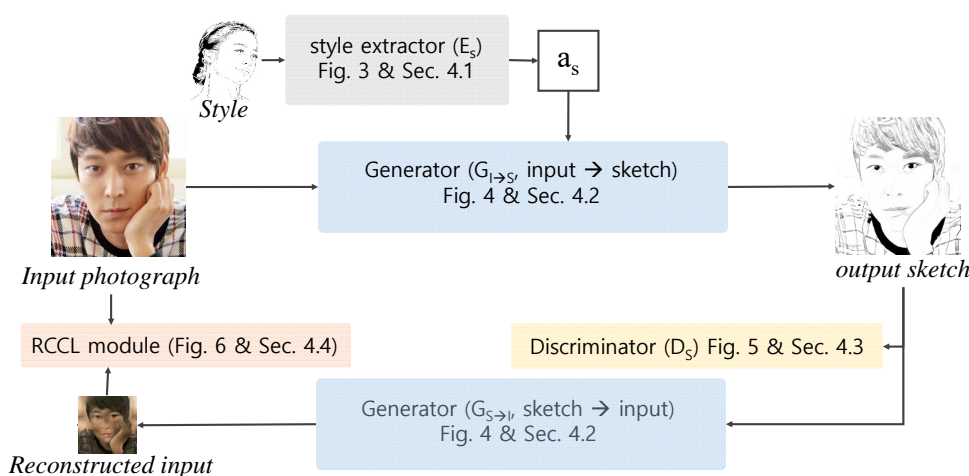 style extractor (Es)
Fig. 3 & Sec. 4.1
as
Style
Generator (GI→S, input → sketch)
Fig. 4 & Sec. 4.2
Input photograph
output sketch
RCCL module (Fig. 6 & Sec. 4.4)
Discriminator (DS) Fig. 5 & Sec. 4.3
Generator (GS→I, sketch → input)
Fig. 4 & Sec. 4.2
Reconstructed input